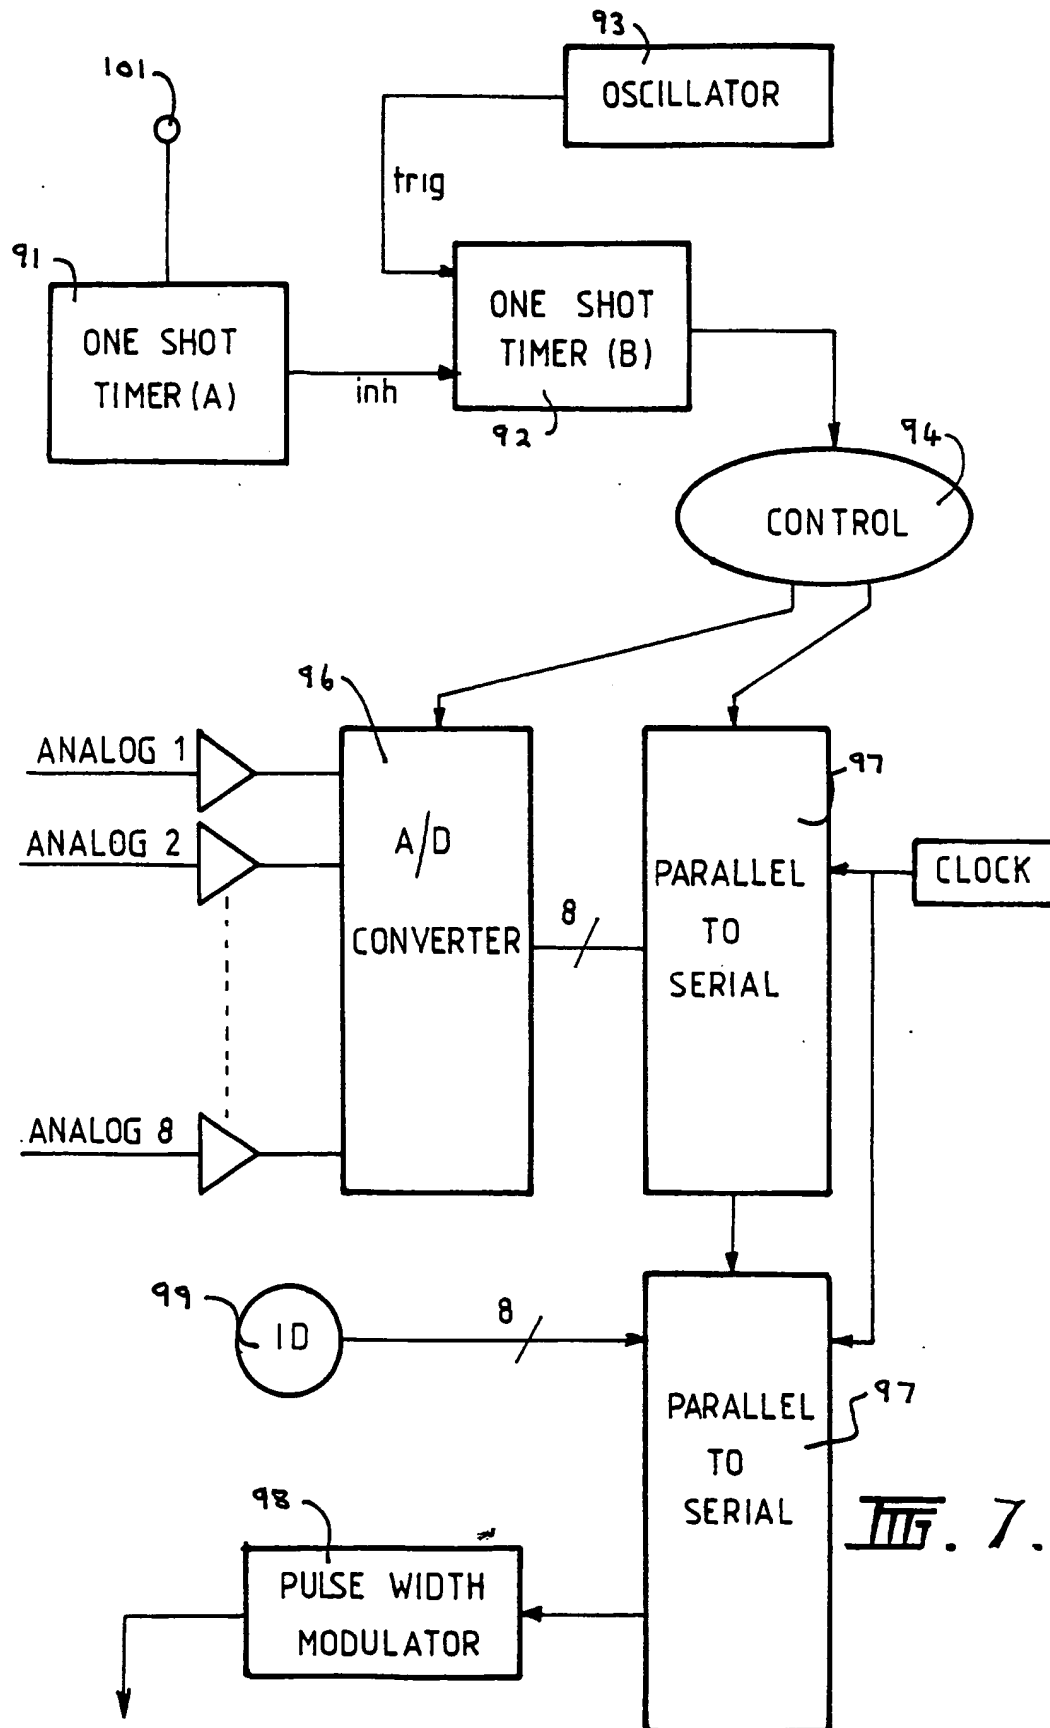 93
OSCILLATOR
101
trig
91
ONE SHOT
TIMER (A)
inh
ONE SHOT
TIMER (B)
92
94
CONTROL
96
ANALOG 1
ANALOG 2
ANALOG 8
A/D
CONVERTER
8
97
PARALLEL
TO
SERIAL
CLOCK
99
ID
8
97
PARALLEL
TO
SERIAL
98
PULSE WIDTH
MODULATOR
FIG. 7.